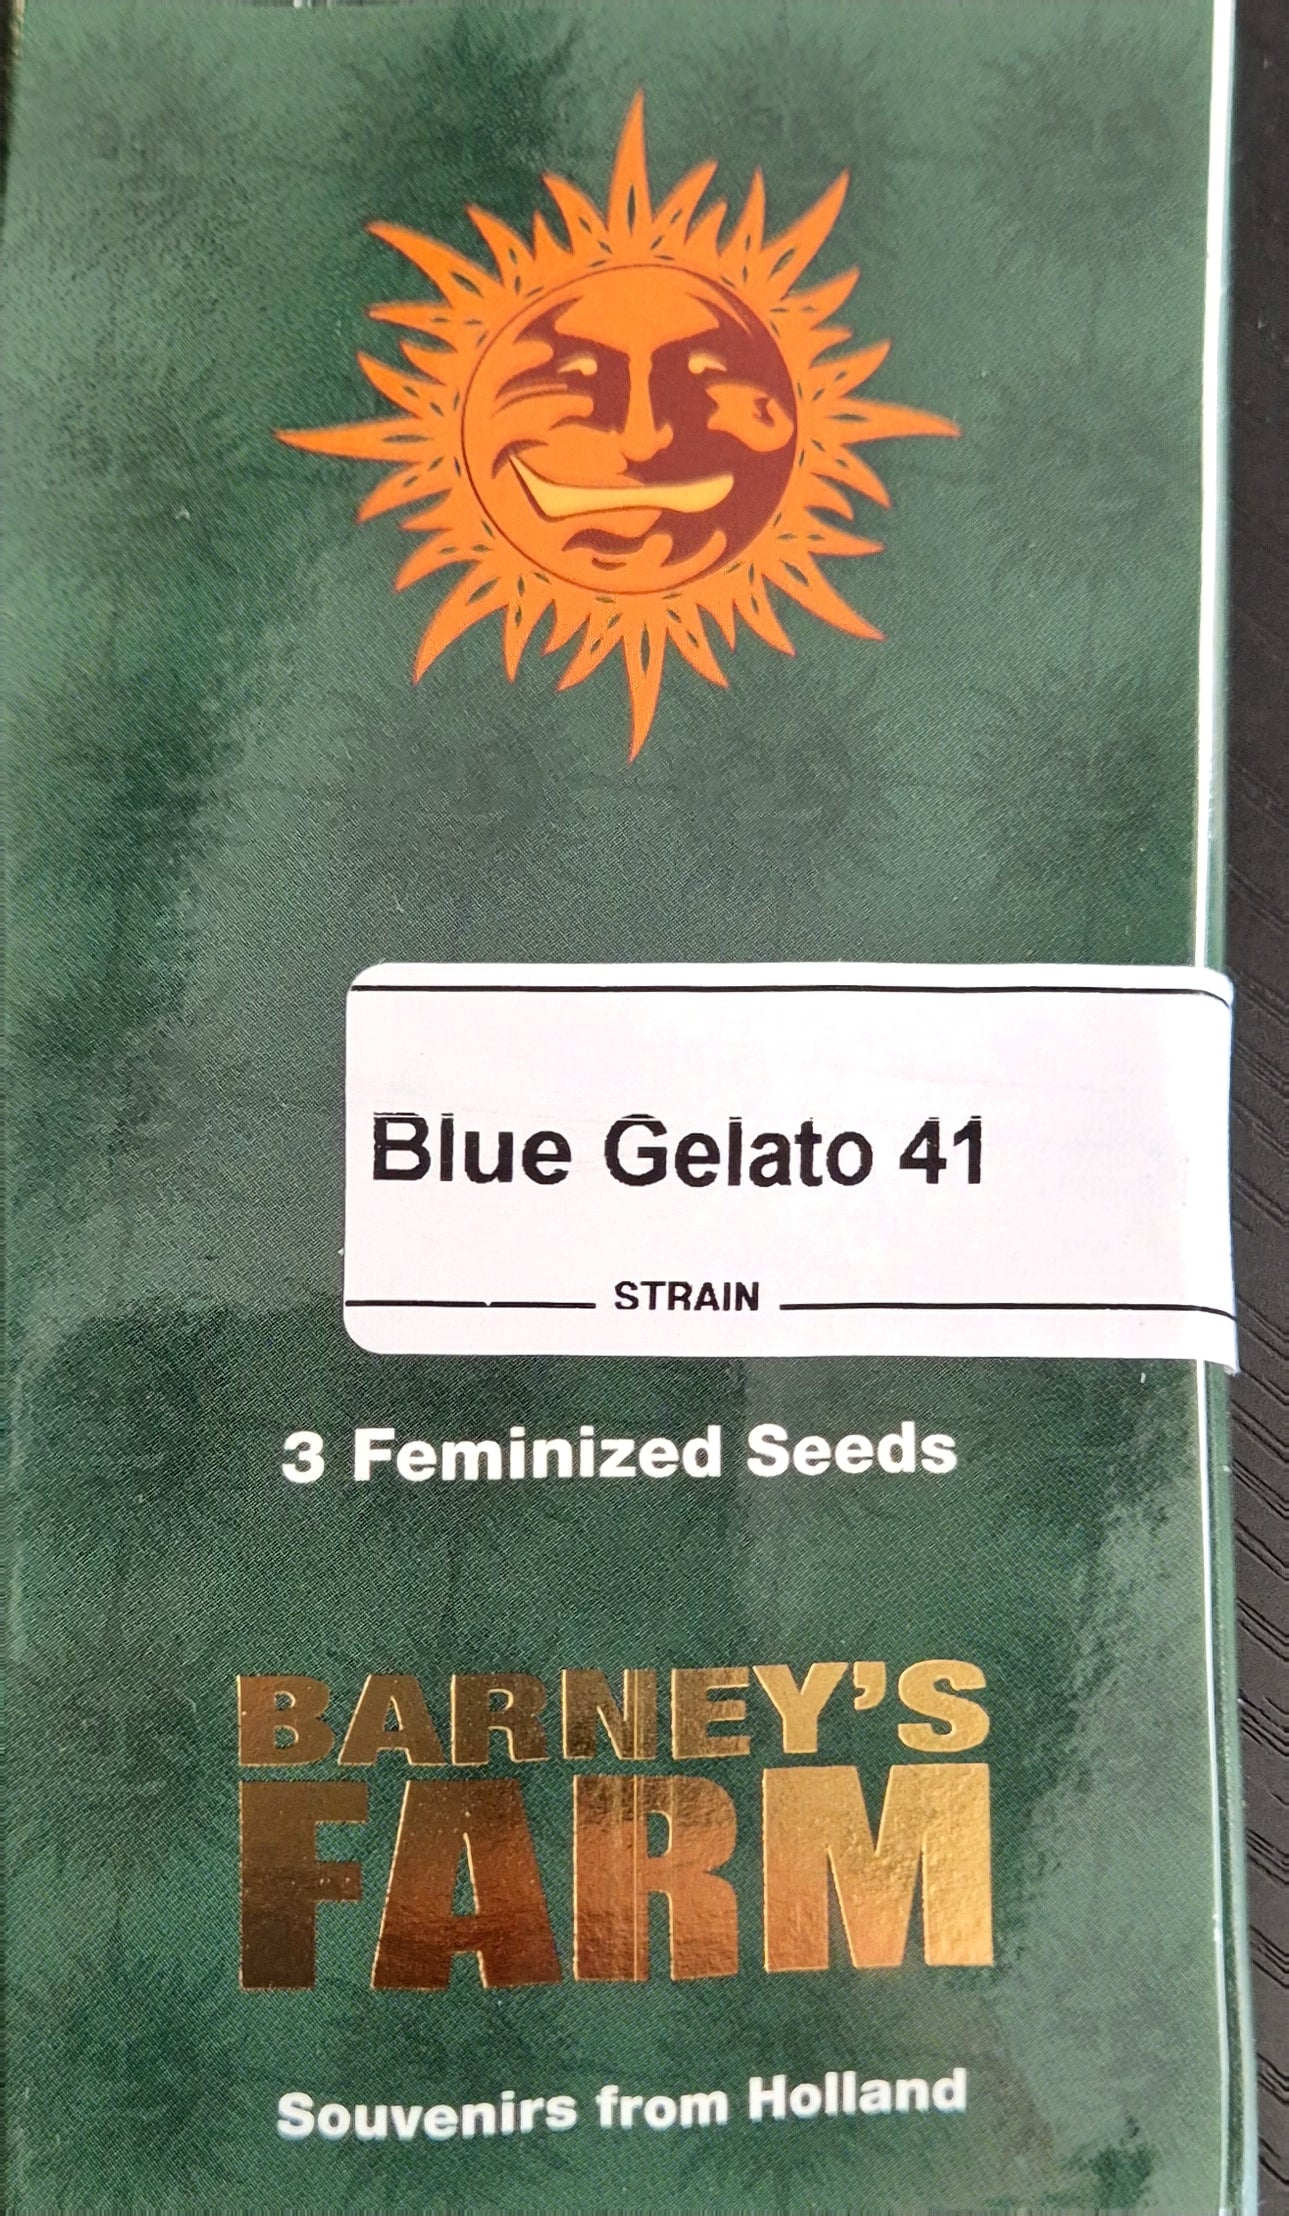 Blue Gelato 41
STRAIN
3 Feminized Seeds
BARNEY'S
FARM
Souvenirs from Holland